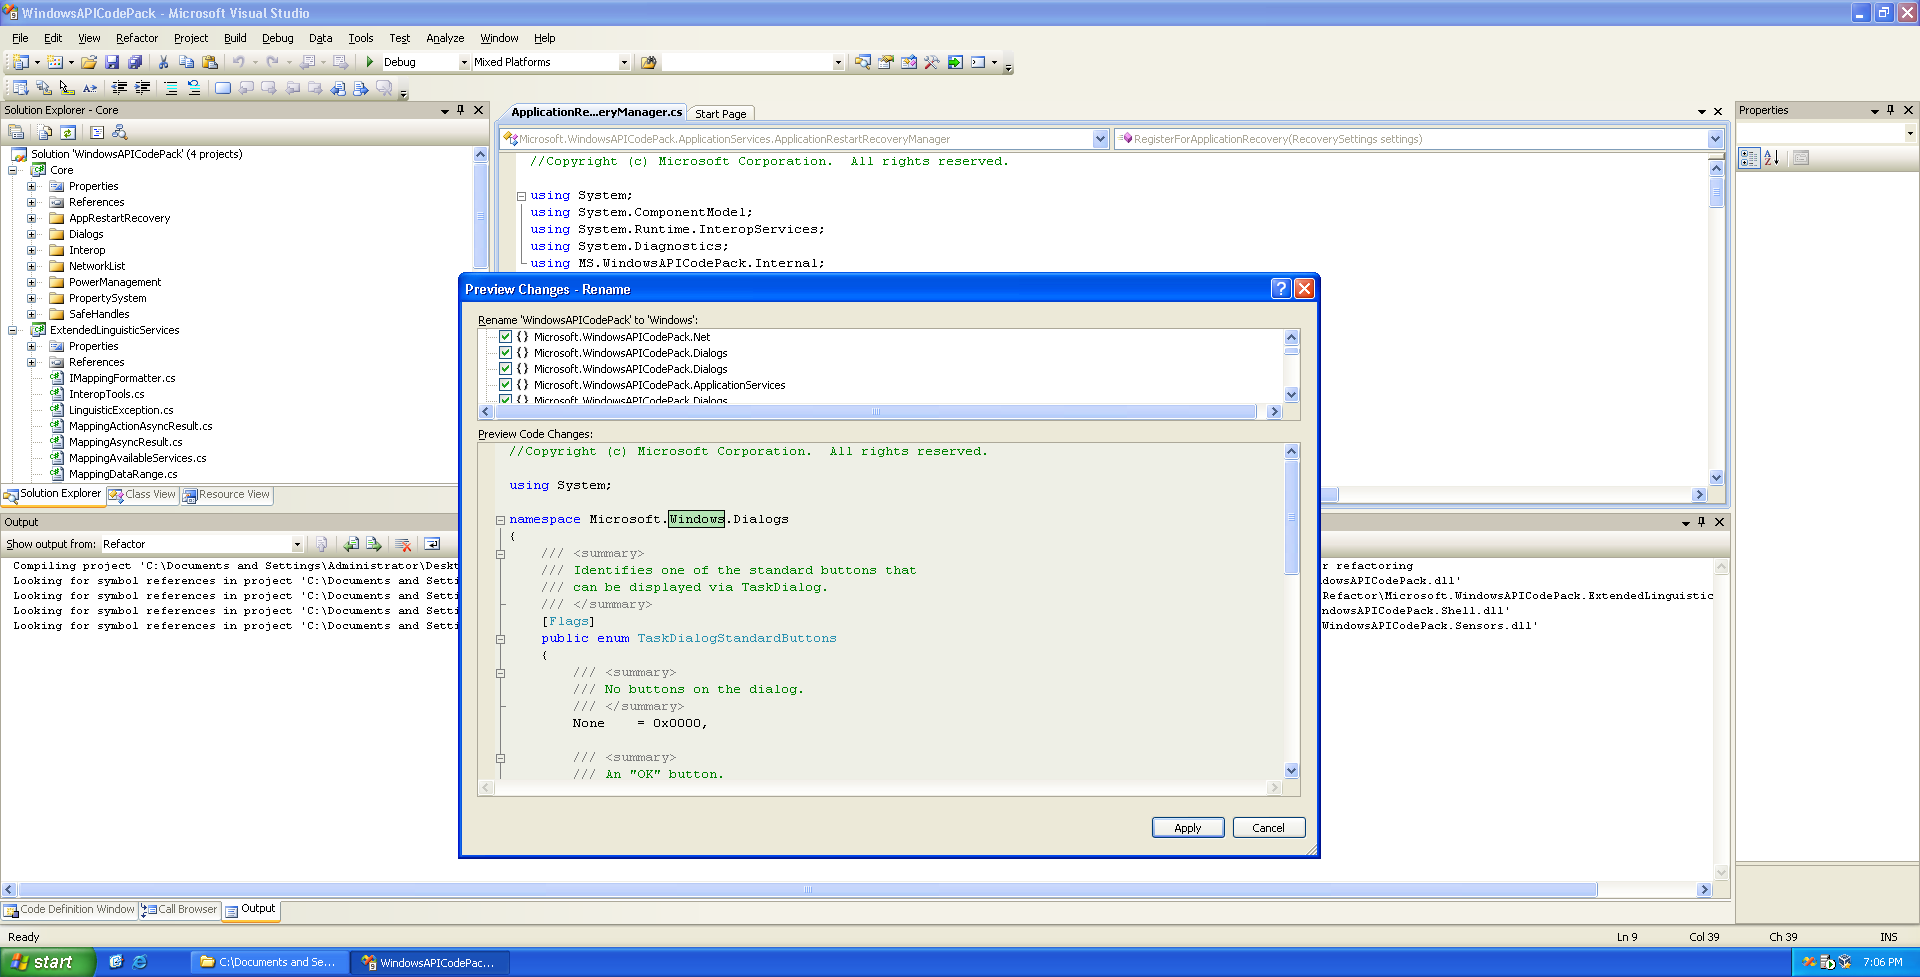 WindowsAPICodePack - Microsoft Visual Studio
File Edit View Refactor Project Build Debug Data Tools Test Analyze Window Help
Debug Mixed Platforms
Solution Explorer - Core
Solution 'WindowsAPICodePack' (4 projects)
Core
Properties
References
AppRestartRecovery
Dialogs
Interop
NetworkList
PowerManagement
PropertySystem
SafeHandles
ExtendedLinguisticServices
Properties
References
IMappingFormatter.cs
InteropTools.cs
LinguisticException.cs
MappingActionAsyncResult.cs
MappingAsyncResult.cs
MappingAvailableServices.cs
MappingDataRange.cs
Solution Explorer Class View Resource View
ApplicationRe...eryManager.cs Start Page
Microsoft.WindowsAPICodePack.ApplicationServices.ApplicationRestartRecoveryManager
RegisterForApplicationRecovery(RecoverySettings settings)
//Copyright (c) Microsoft Corporation.  All rights reserved.
using System;
using System.ComponentModel;
using System.Runtime.InteropServices;
using System.Diagnostics;
using MS.WindowsAPICodePack.Internal;
Properties
Preview Changes - Rename
Rename 'WindowsAPICodePack' to 'Windows':
{} Microsoft.WindowsAPICodePack.Net
{} Microsoft.WindowsAPICodePack.Dialogs
{} Microsoft.WindowsAPICodePack.Dialogs
{} Microsoft.WindowsAPICodePack.ApplicationServices
{} Microsoft.WindowsAPICodePack.Dialogs
Preview Code Changes:
//Copyright (c) Microsoft Corporation.  All rights reserved.
using System;
namespace Microsoft.Windows.Dialogs
{
/// <summary>
/// Identifies one of the standard buttons that
/// can be displayed via TaskDialog.
/// </summary>
[Flags]
public enum TaskDialogStandardButtons
{
/// <summary>
/// No buttons on the dialog.
/// </summary>
None    = 0x0000,
/// <summary>
/// An "OK" button.
Apply Cancel
Output
Show output from: Refactor
Compiling project 'C:\Documents and Settings\Administrator\Deskt
r refactoring
Looking for symbol references in project 'C:\Documents and Setti
dowsAPICodePack.dll'
Looking for symbol references in project 'C:\Documents and Setti
Refactor\Microsoft.WindowsAPICodePack.ExtendedLinguistic
Looking for symbol references in project 'C:\Documents and Setti
ndowsAPICodePack.Shell.dll'
Looking for symbol references in project 'C:\Documents and Setti
WindowsAPICodePack.Sensors.dll'
Code Definition Window Call Browser Output
Ready Ln 9 Col 39 Ch 39 INS
start C:\Documents and Se... WindowsAPICodePac... 7:06 PM